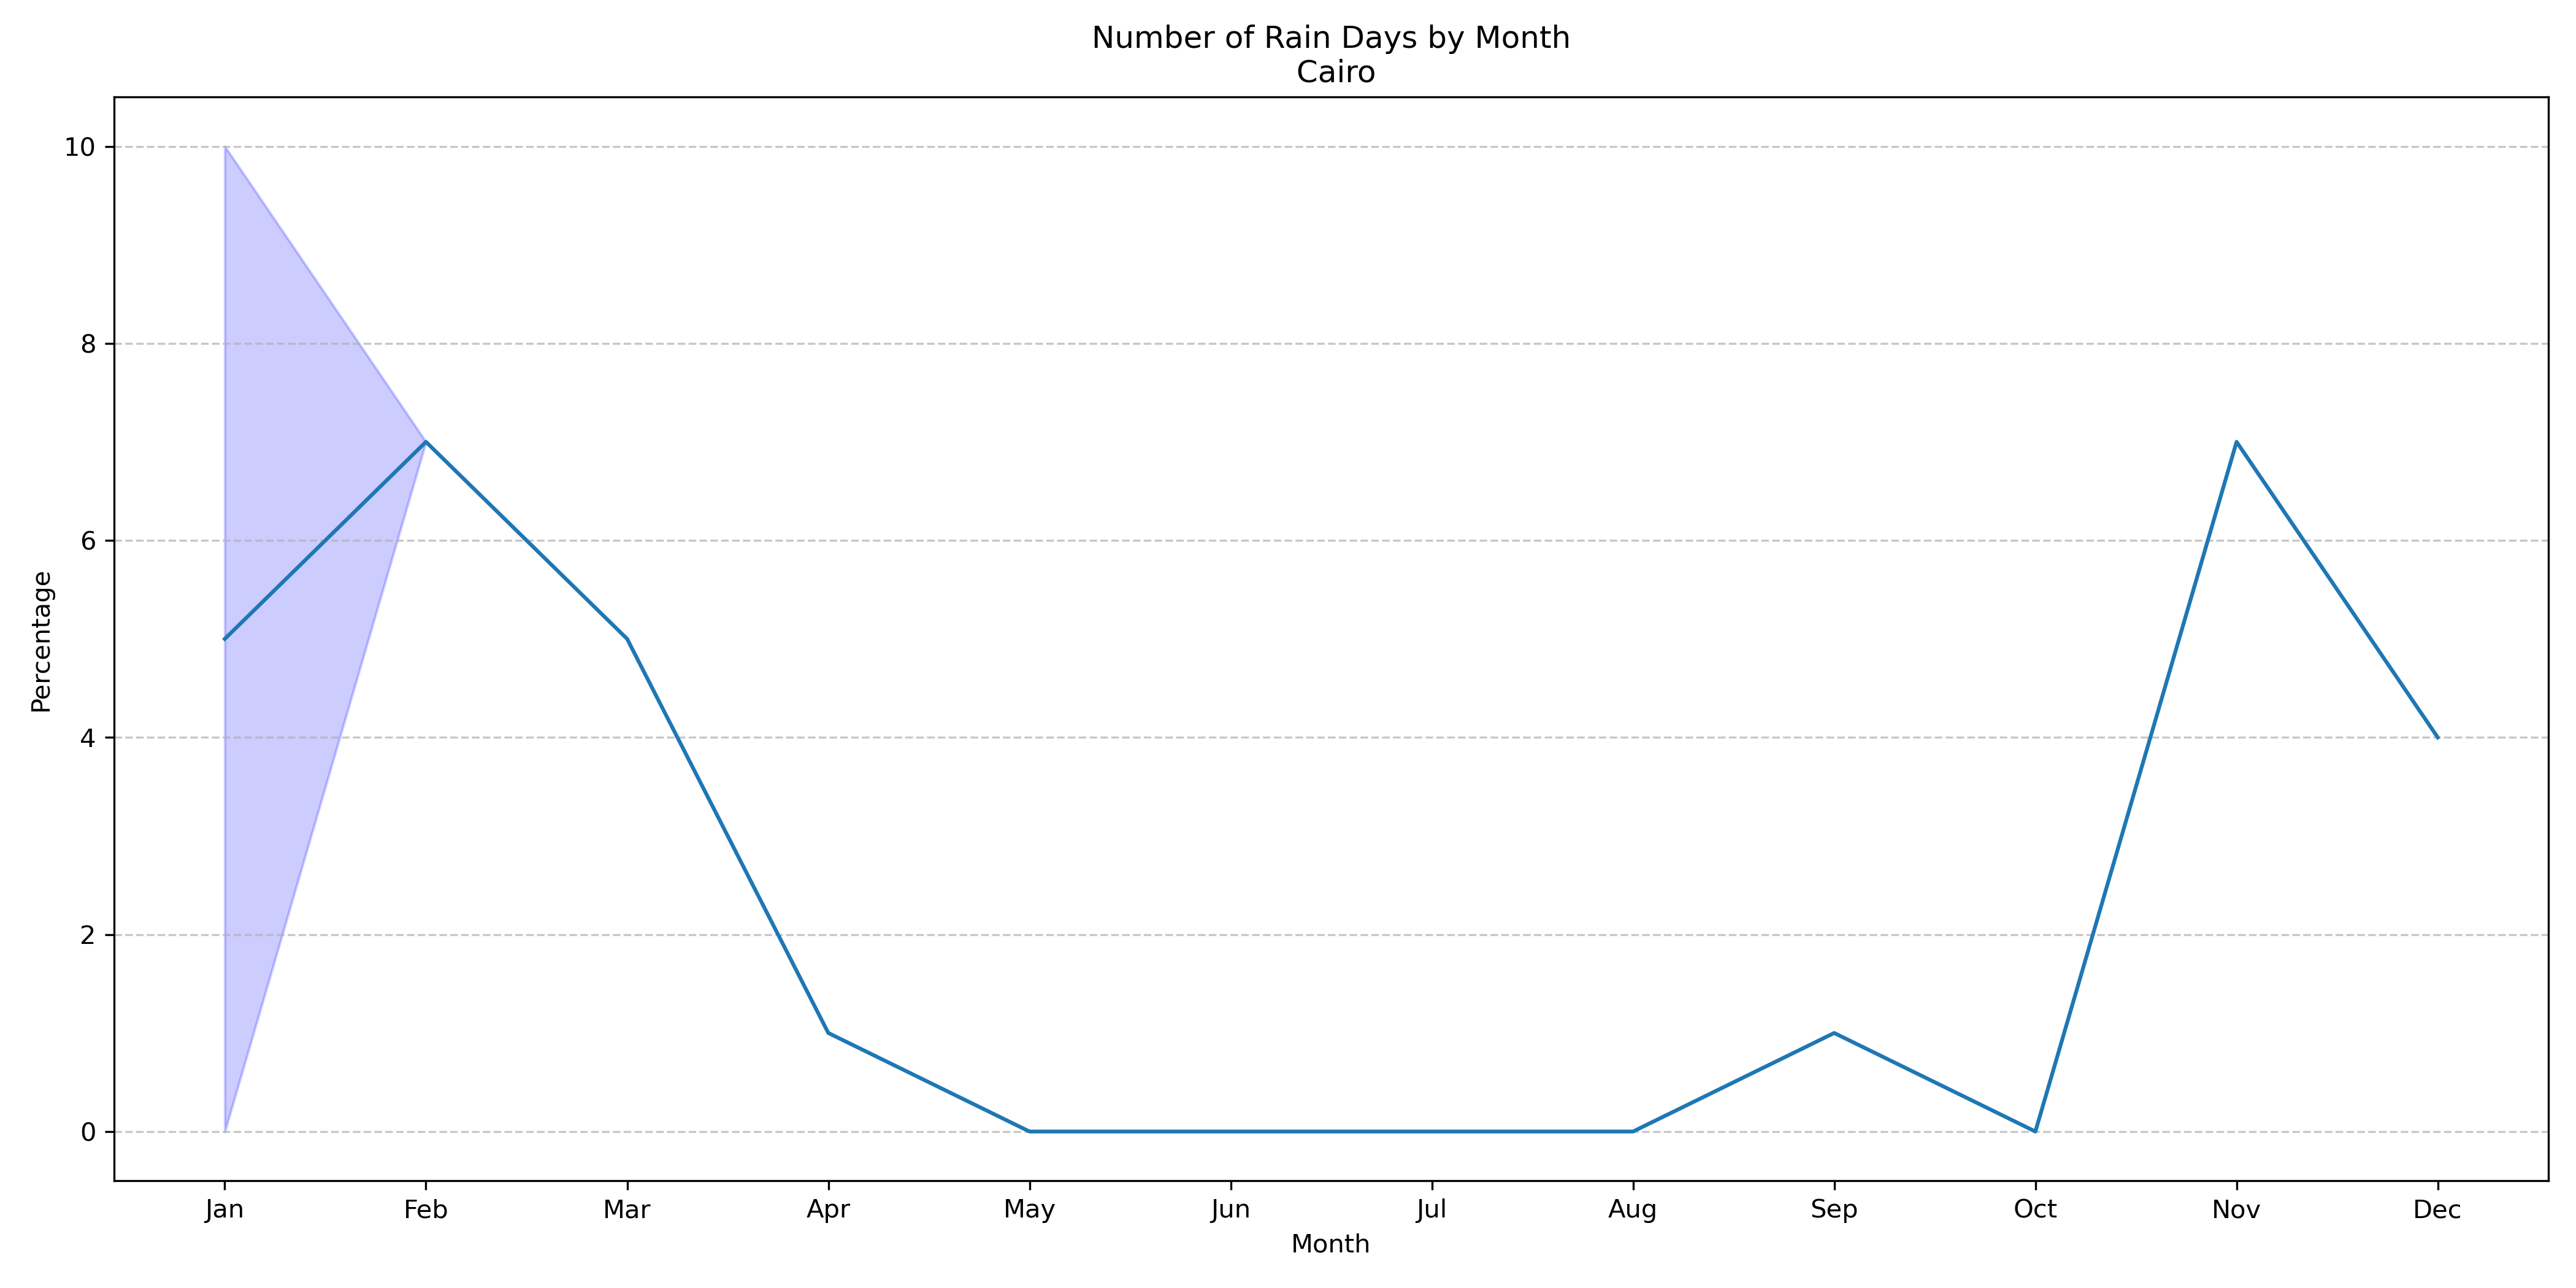 Number of Rain Days by Month
Cairo
10
8
6
4
2
0
Percentage
Jan Feb Mar Apr May Jun Jul Aug Sep Oct Nov Dec
Month